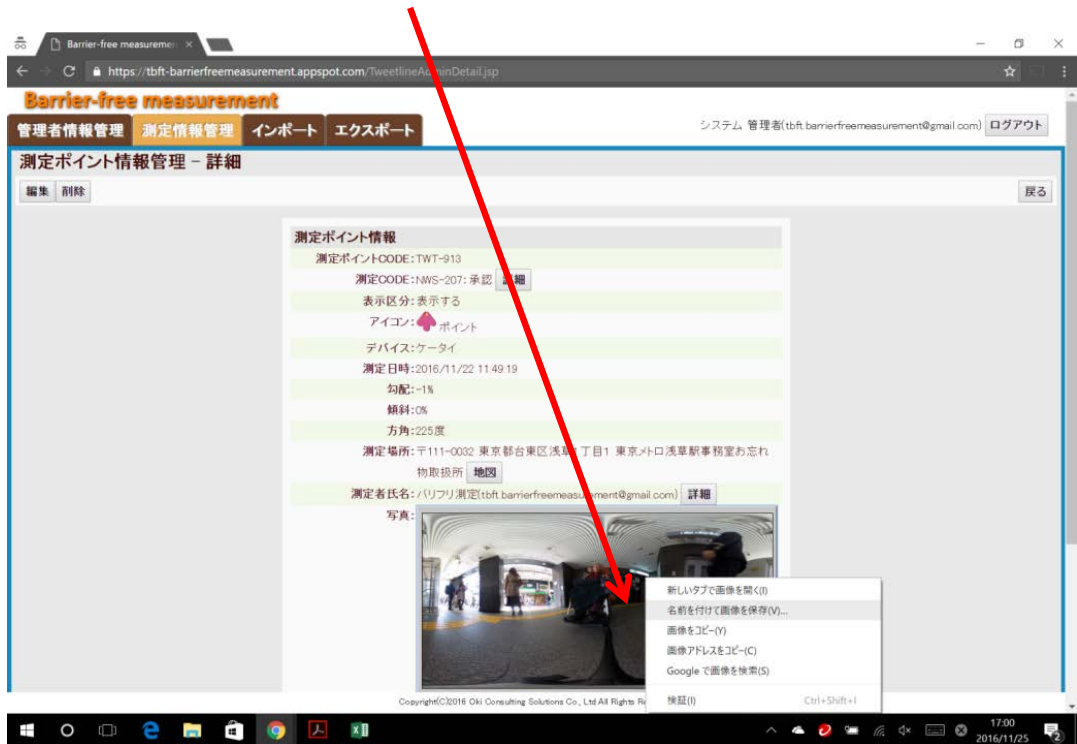 Barrier-free measuremen
https://tbft-barrierfreemeasurement.appspot.com/TweetlineAdminDetail.jsp
Barrier-free measurement
管理者情報管理 測定情報管理 インポート エクスポート
システム 管理者(tbft.barrierfreemeasurement@gmail.com) ログアウト
測定ポイント情報管理 − 詳細
編集 削除 戻る
測定ポイント情報
測定ポイントCODE:TWT-913
測定CODE:NWS-207: 承認 詳細
表示区分:表示する
アイコン: ポイント
デバイス:ケータイ
測定日時:2016/11/22 11:49:19
勾配:-1%
傾斜:0%
方角:225度
測定場所:〒111-0032 東京都台東区浅草 丁目1 東京メトロ浅草駅事務室お忘れ
物取扱所 地図
測定者氏名:バリフリ測定(tbft.barrierfreemeasurement@gmail.com) 詳細
写真:
新しいタブで画像を開く(I)
名前を付けて画像を保存(V)...
画像をコピー(Y)
画像アドレスをコピー(C)
Google で画像を検索(S)
検証(I) Ctrl+Shift+I
Copyright(C)2016 Oki Consulting Solutions Co., Ltd.All Rights
17:00
2016/11/25